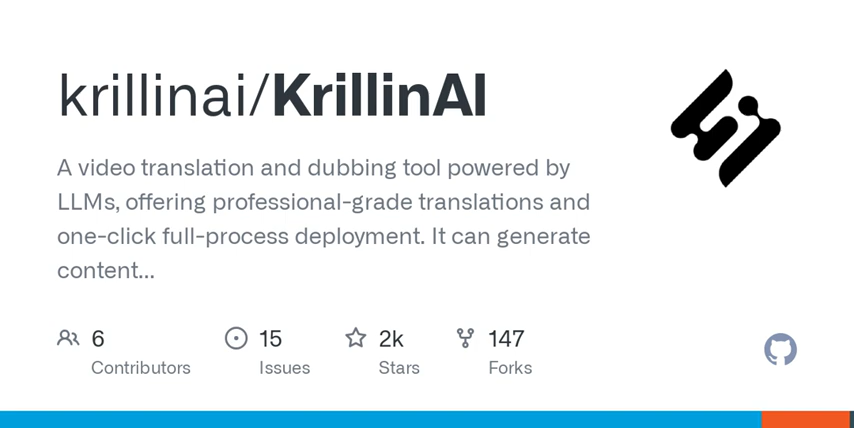 krillinai/KrillinAI
A video translation and dubbing tool powered by
LLMs, offering professional-grade translations and
one-click full-process deployment. It can generate
content...
6 15 2k 147
Contributors Issues Stars Forks